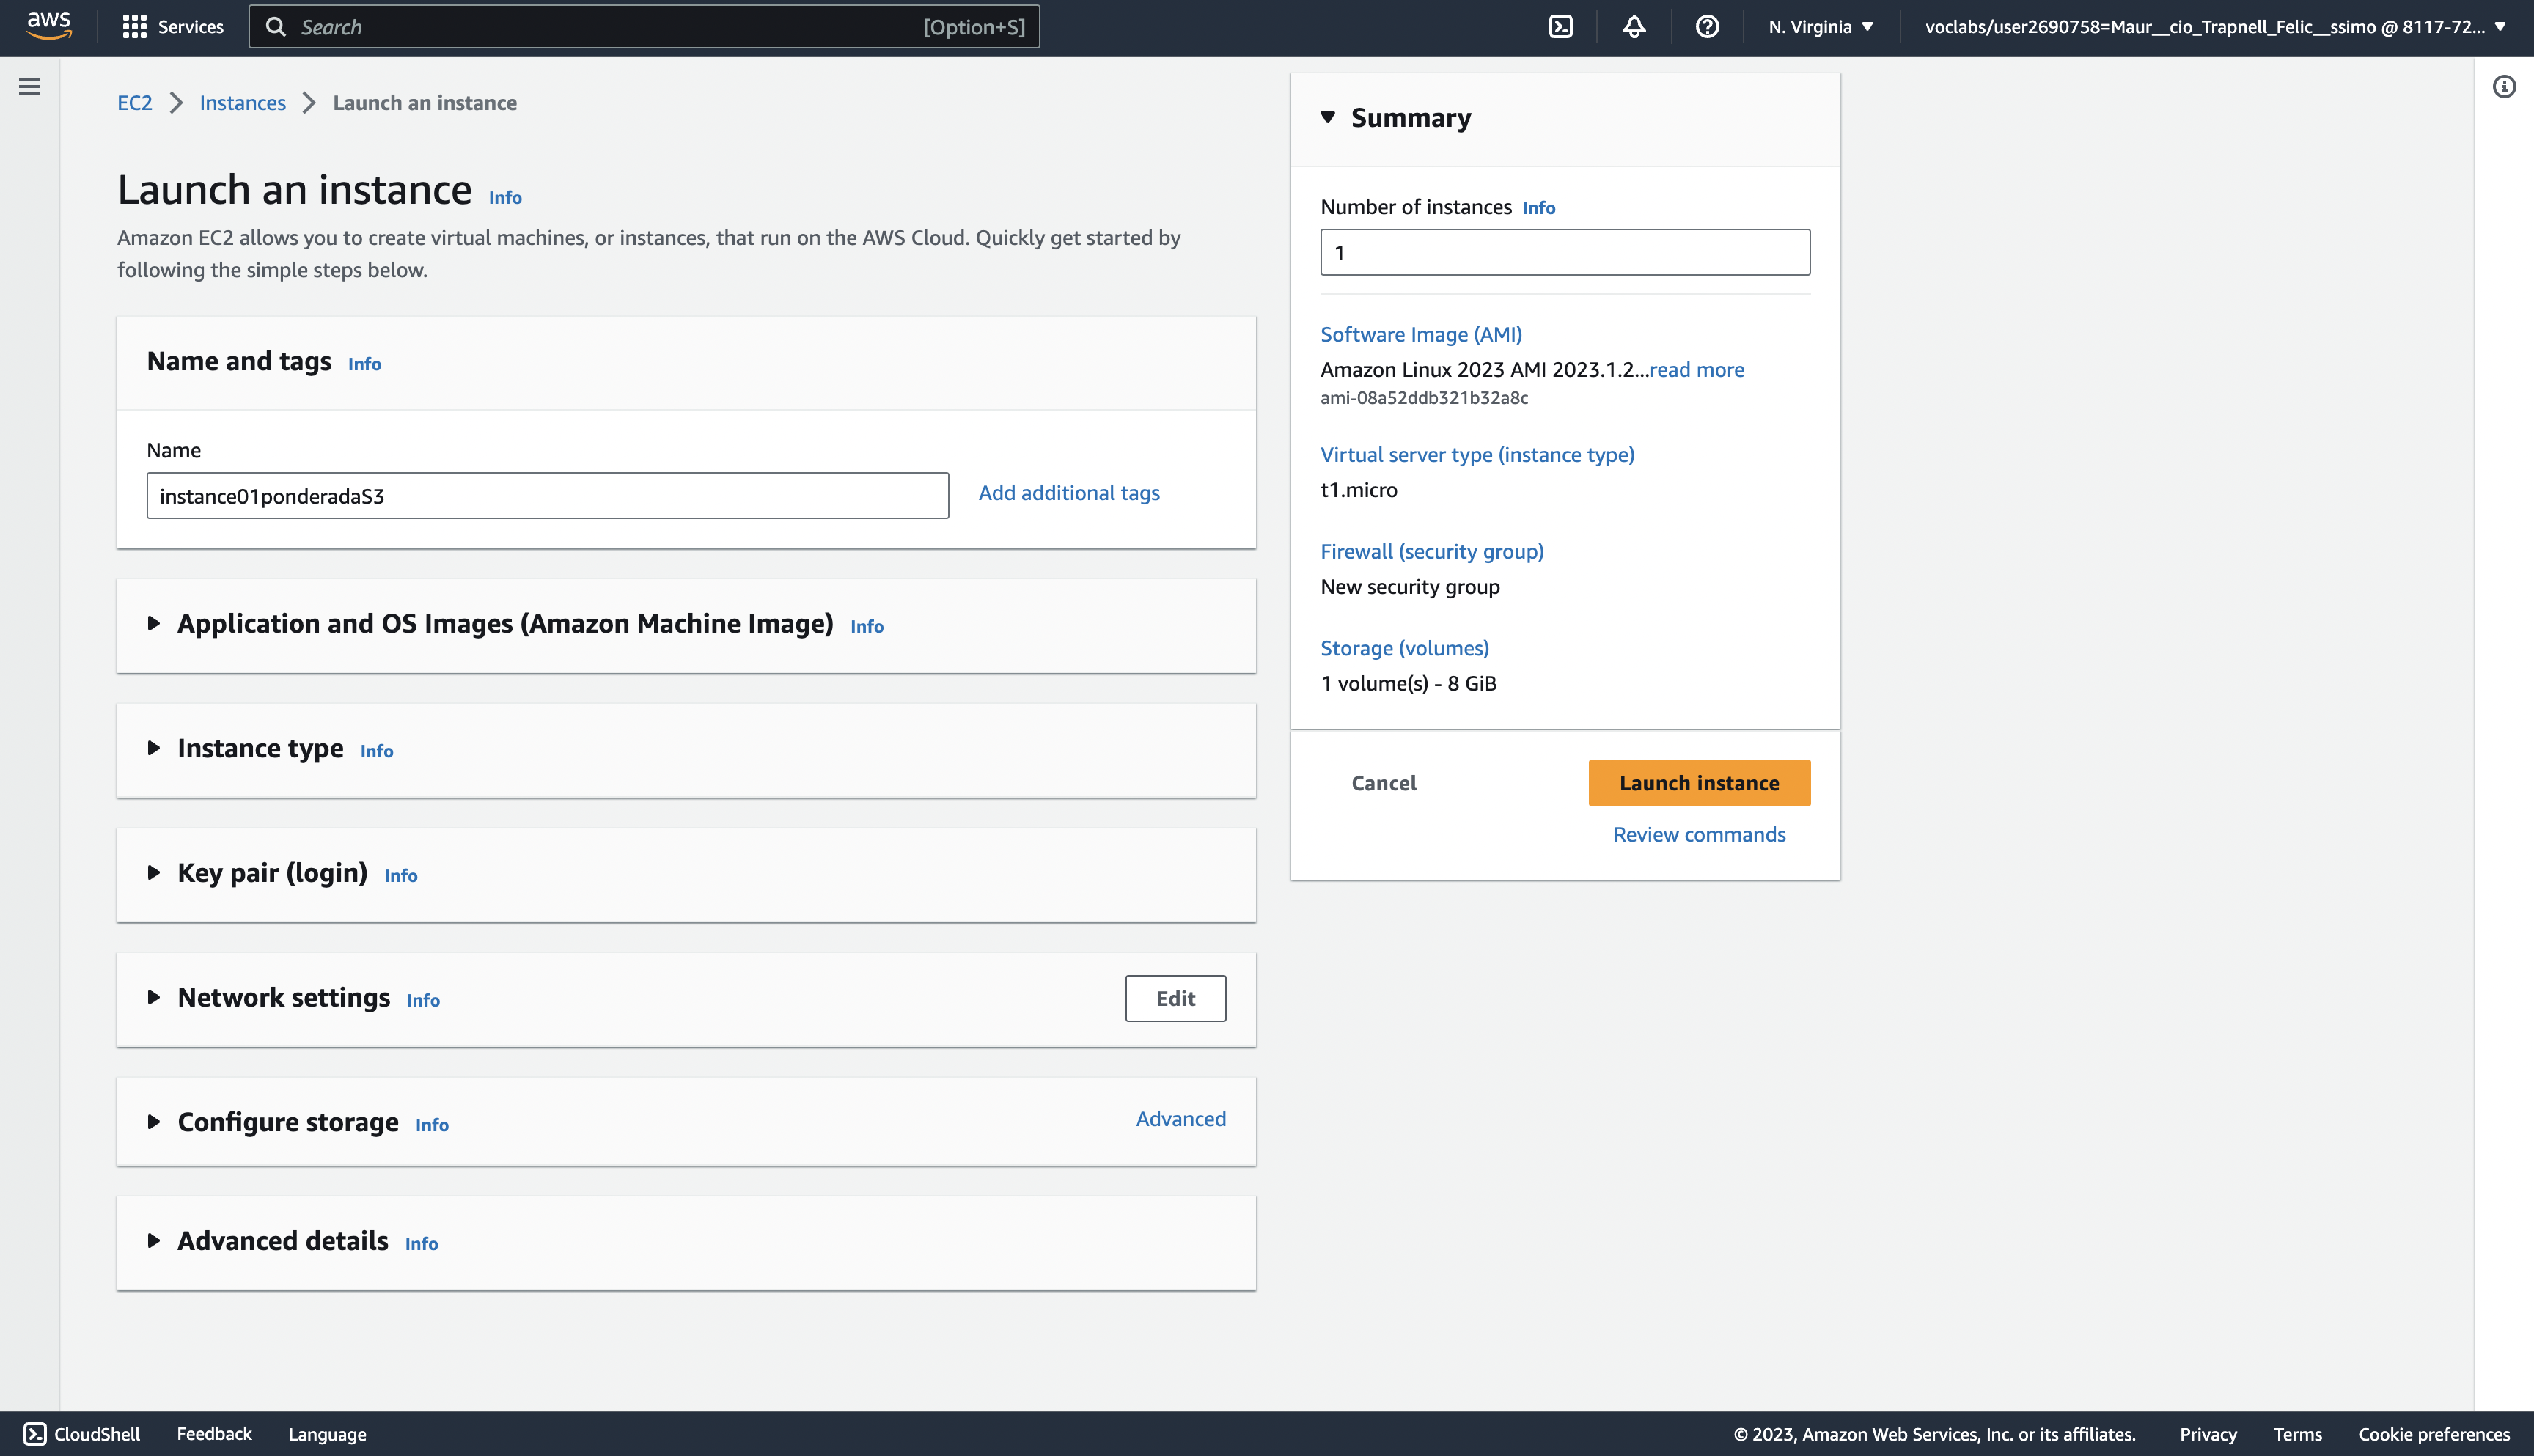 aws
Services
Search
[Option+S]
N. Virginia
voclabs/user2690758=Maur__cio_Trapnell_Felic__ssimo @ 8117-72...
EC2
Instances
Launch an instance
Launch an instance Info
Amazon EC2 allows you to create virtual machines, or instances, that run on the AWS Cloud. Quickly get started by
following the simple steps below.
Name and tags Info
Name
instance01ponderadaS3
Add additional tags
Application and OS Images (Amazon Machine Image) Info
Instance type Info
Key pair (login) Info
Network settings Info
Edit
Configure storage Info
Advanced
Advanced details Info
Summary
Number of instances Info
1
Software Image (AMI)
Amazon Linux 2023 AMI 2023.1.2...read more
ami-08a52ddb321b32a8c
Virtual server type (instance type)
t1.micro
Firewall (security group)
New security group
Storage (volumes)
1 volume(s) - 8 GiB
Cancel
Launch instance
Review commands
CloudShell
Feedback
Language
© 2023, Amazon Web Services, Inc. or its affiliates.
Privacy
Terms
Cookie preferences